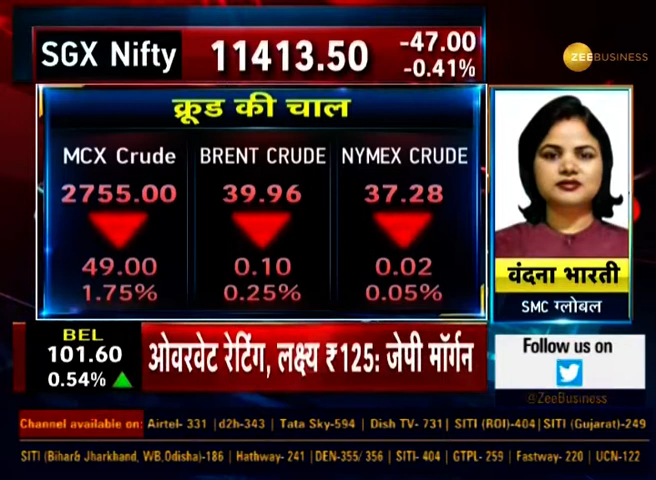 SGX Nifty 11413.50 -47.00
-0.41%
ZEEBUSINESS
क्रूड की चाल
MCX Crude BRENT CRUDE NYMEX CRUDE
2755.00 39.96 37.28
49.00 0.10 0.02
1.75% 0.25% 0.05%
वंदना भारती
SMC ग्लोबल
BEL
101.60
0.54%
ओवरवेट रेटिंग, लक्ष्य ₹125: जेपी मॉर्गन
Follow us on
@ZeeBusiness
Channel available on: Airtel- 331 | d2h-343 | Tata Sky-594 | Dish TV- 731| SITI (ROI)-404| SITI (Gujarat)-249
SITI (Bihar& Jharkhand, WB,Odisha)-186 | Hathway- 241 |DEN-355/ 356 | SITI- 404 | GTPL- 259 | Fastway- 220 | UCN-122